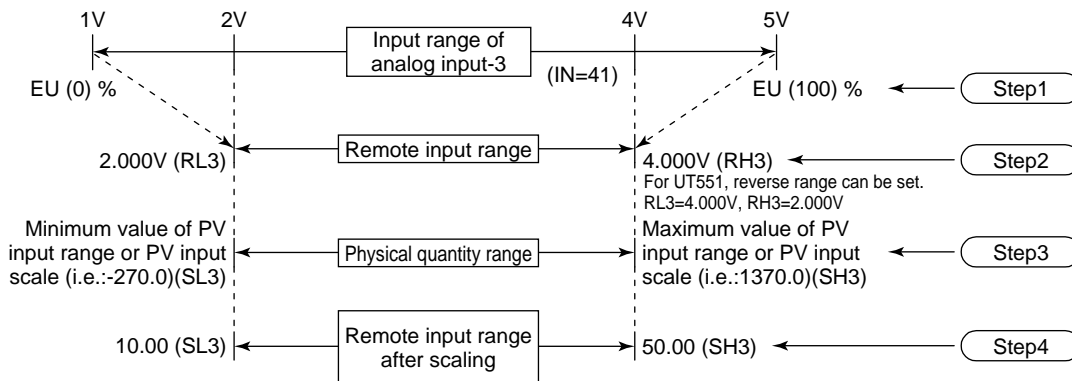 1V 2V 4V 5V
Input range of
analog input-3
(IN=41)
EU (0) %
EU (100) %
Step1
2.000V (RL3)
Remote input range
4.000V (RH3)
Step2
For UT551, reverse range can be set.
RL3=4.000V, RH3=2.000V
Minimum value of PV
input range or PV input
scale (i.e.:-270.0)(SL3)
Physical quantity range
Maximum value of PV
input range or PV input
scale (i.e.:1370.0)(SH3)
Step3
10.00 (SL3)
Remote input range
after scaling
50.00 (SH3)
Step4